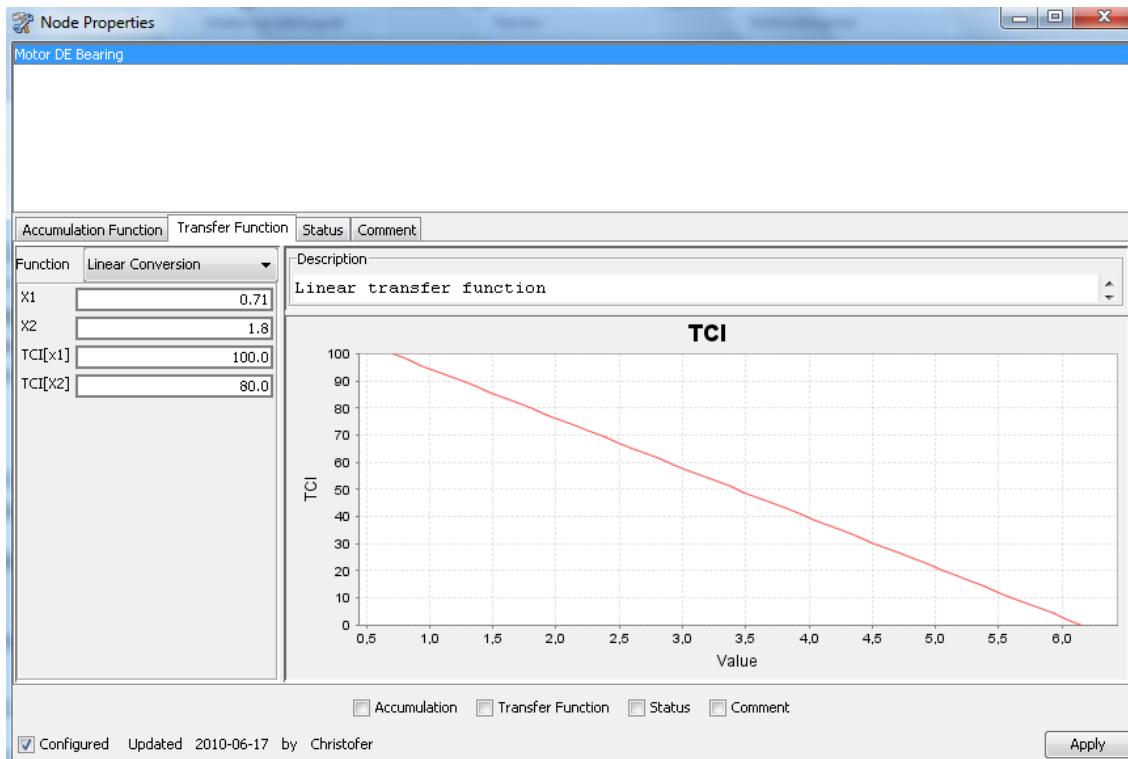 Node Properties
Motor DE Bearing
Accumulation Function Transfer Function Status Comment
Function Linear Conversion
X1 0.71
X2 1.8
TCI[x1] 100.0
TCI[X2] 80.0
Description
Linear transfer function
TCI
100
90
80
70
60
50
40
30
20
10
0
TCI
0,5 1,0 1,5 2,0 2,5 3,0 3,5 4,0 4,5 5,0 5,5 6,0
Value
Accumulation Transfer Function Status Comment
Configured Updated 2010-06-17 by Christofer
Apply